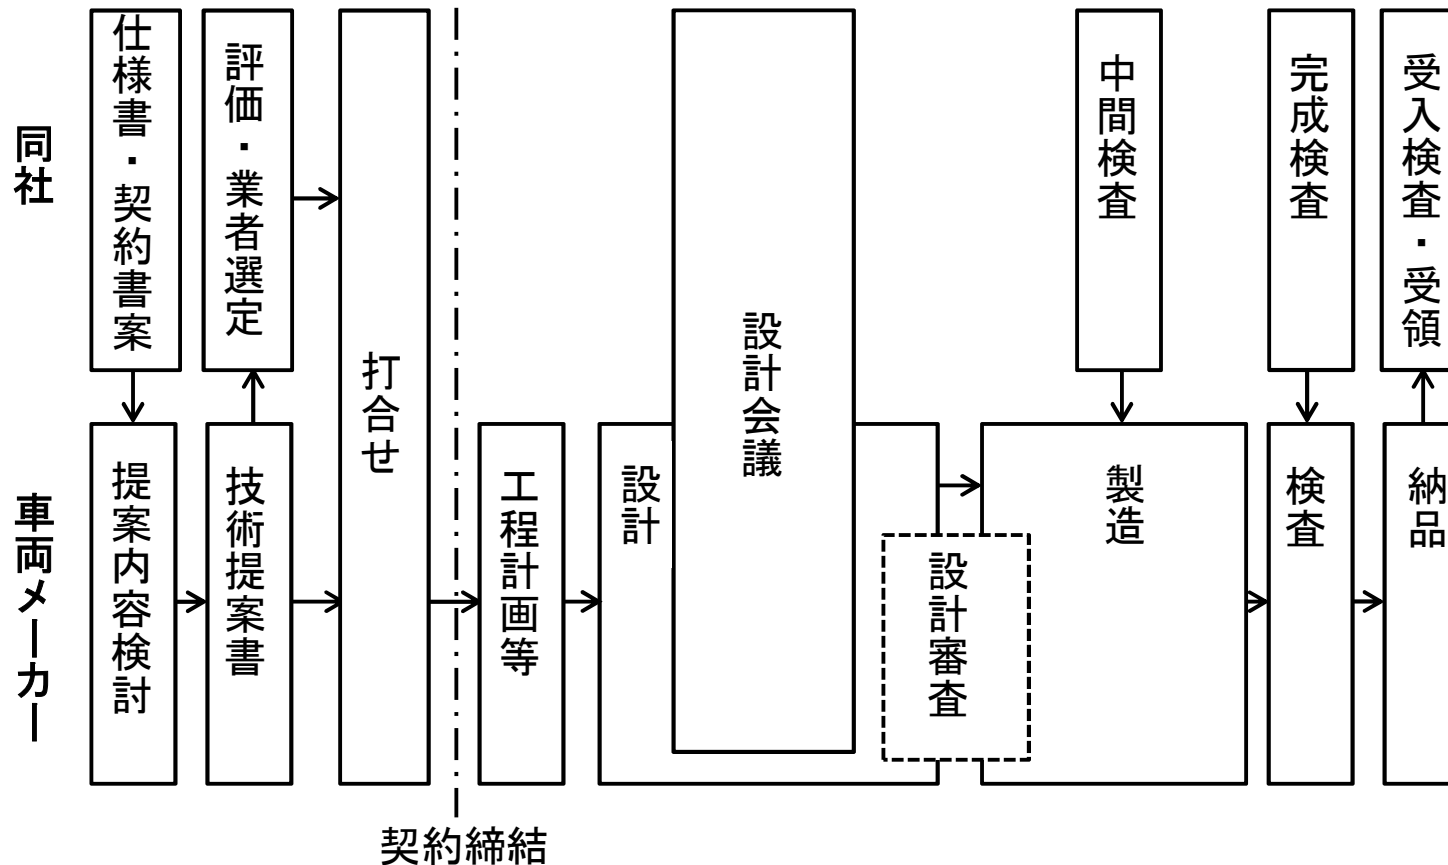 同社
仕様書・契約書案
評価・業者選定
打合せ
設計会議
中間検査
完成検査
受入検査・受領
車両メーカー
提案内容検討
技術提案書
工程計画等
設計
設計審査
製造
検査
納品
契約締結